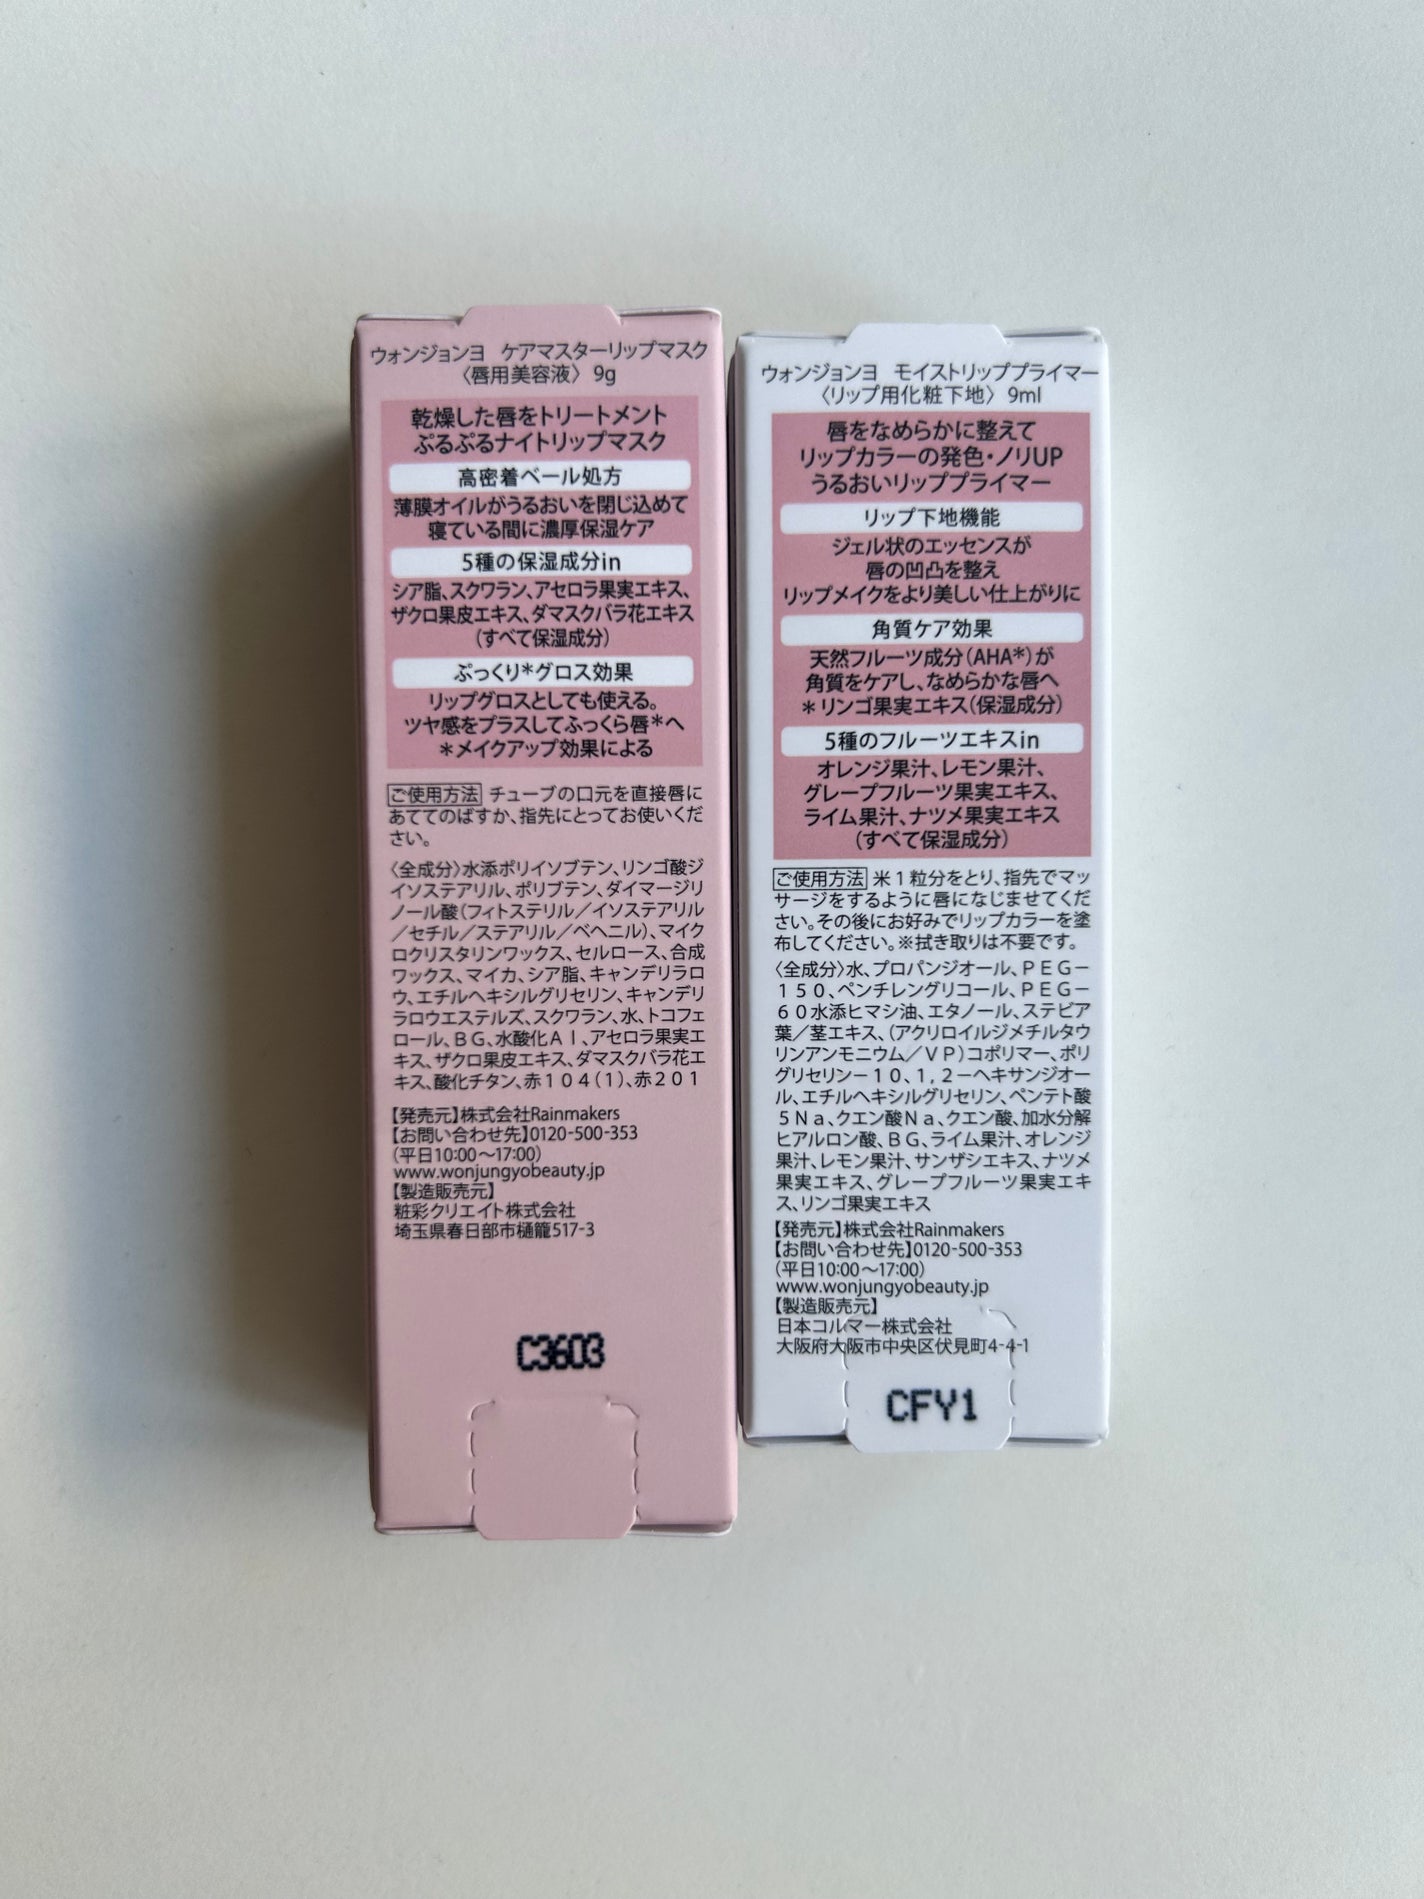 ウォンジョンヨ ケアマスターリップマスク
〈唇用美容液〉 9g
乾燥した唇をトリートメント
ぷるぷるナイトリップマスク
高密着ベール処方
薄膜オイルがうるおいを閉じ込めて
寝ている間に濃厚保湿ケア
5種の保湿成分in
シア脂、スクワラン、アセロラ果実エキス、
ザクロ果皮エキス、ダマスクバラ花エキス
(すべて保湿成分)
ぷっくり*グロス効果
リップグロスとしても使える。
ツヤ感をプラスしてふっくら唇*へ
*メイクアップ効果による
ご使用方法 チューブの口元を直接唇に
あててのばすか、指先にとってお使いくだ
さい。
〈全成分〉水添ポリイソブテン、リンゴ酸ジ
イソステアリル、ポリブテン、ダイマージリ
ノール酸(フィトステリル/イソステアリル
/セチル/ステアリル/ベヘニル)、マイク
ロクリスタリンワックス、セルロース、合成
ワックス、マイカ、シア脂、キャンデリラロ
ウ、エチルヘキシルグリセリン、キャンデリ
ラロウエステルズ、スクワラン、水、トコフェ
ロール、BG、水酸化Al、アセロラ果実エ
キス、ザクロ果皮エキス、ダマスクバラ花エ
キス、酸化チタン、赤104(1)、赤201
【発売元】株式会社Rainmakers
【お問い合わせ先】0120-500-353
(平日10:00〜17:00)
www.wonjungyobeauty.jp
【製造販売元】
粧彩クリエイト株式会社
埼玉県春日部市樋籠517-3
C3603
ウォンジョンヨ モイストリッププライマー
〈リップ用化粧下地〉 9ml
唇をなめらかに整えて
リップカラーの発色・ノリUP
うるおいリッププライマー
リップ下地機能
ジェル状のエッセンスが
唇の凹凸を整え
リップメイクをより美しい仕上がりに
角質ケア効果
天然フルーツ成分(AHA*)が
角質をケアし、なめらかな唇へ
*リンゴ果実エキス(保湿成分)
5種のフルーツエキスin
オレンジ果汁、レモン果汁、
グレープフルーツ果実エキス、
ライム果汁、ナツメ果実エキス
(すべて保湿成分)
ご使用方法 米1粒分をとり、指先でマッ
サージをするように唇になじませてくだ
さい。その後にお好みでリップカラーを塗
布してください。※拭き取りは不要です。
〈全成分〉水、プロパンジオール、PEG-
150、ペンチレングリコール、PEG-
60水添ヒマシ油、エタノール、ステビア
葉/茎エキス、(アクリロイルジメチルタウ
リンアンモニウム/VP)コポリマー、ポリ
グリセリン-10、1,2-ヘキサンジオー
ル、エチルヘキシルグリセリン、ペンテト酸
5Na、クエン酸Na、クエン酸、加水分解
ヒアルロン酸、BG、ライム果汁、オレンジ
果汁、レモン果汁、サンザシエキス、ナツメ
果実エキス、グレープフルーツ果実エキ
ス、リンゴ果実エキス
【発売元】株式会社Rainmakers
【お問い合わせ先】0120-500-353
(平日10:00〜17:00)
www.wonjungyobeauty.jp
【製造販売元】
日本コルマー株式会社
大阪府大阪市中央区伏見町4-4-1
CFY1